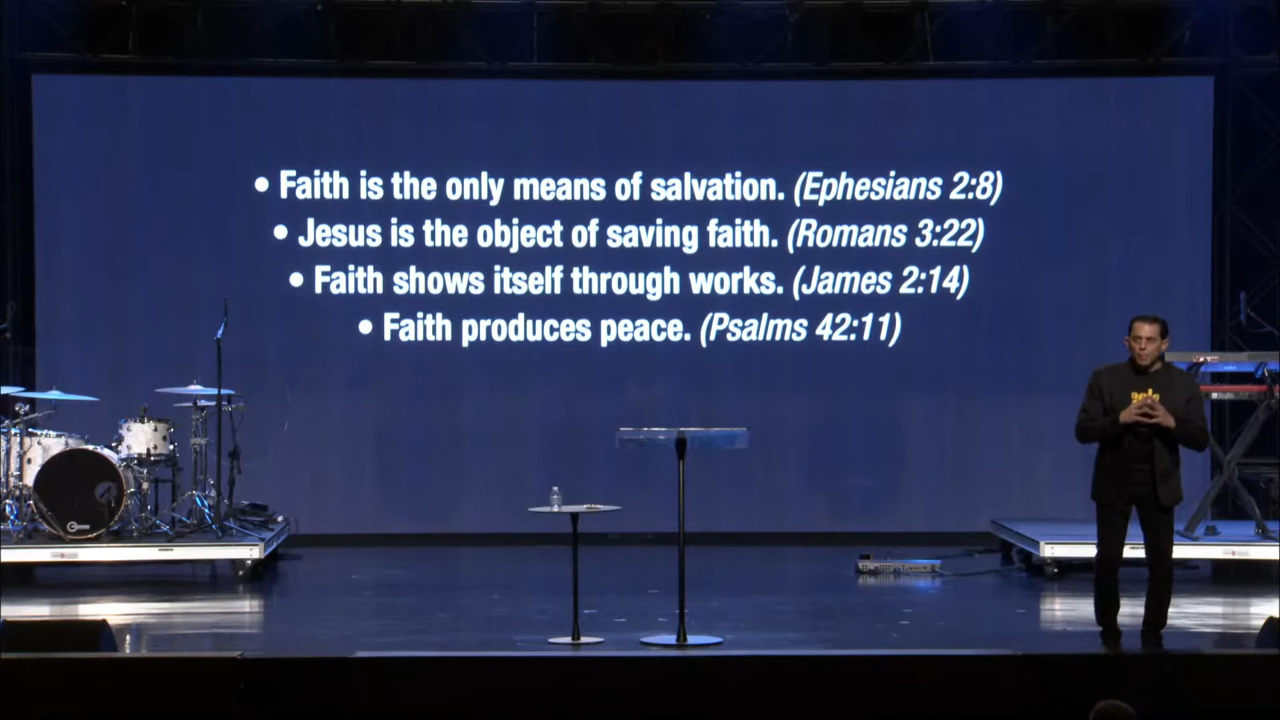 • Faith is the only means of salvation. (Ephesians 2:8)
• Jesus is the object of saving faith. (Romans 3:22)
• Faith shows itself through works. (James 2:14)
• Faith produces peace. (Psalms 42:11)